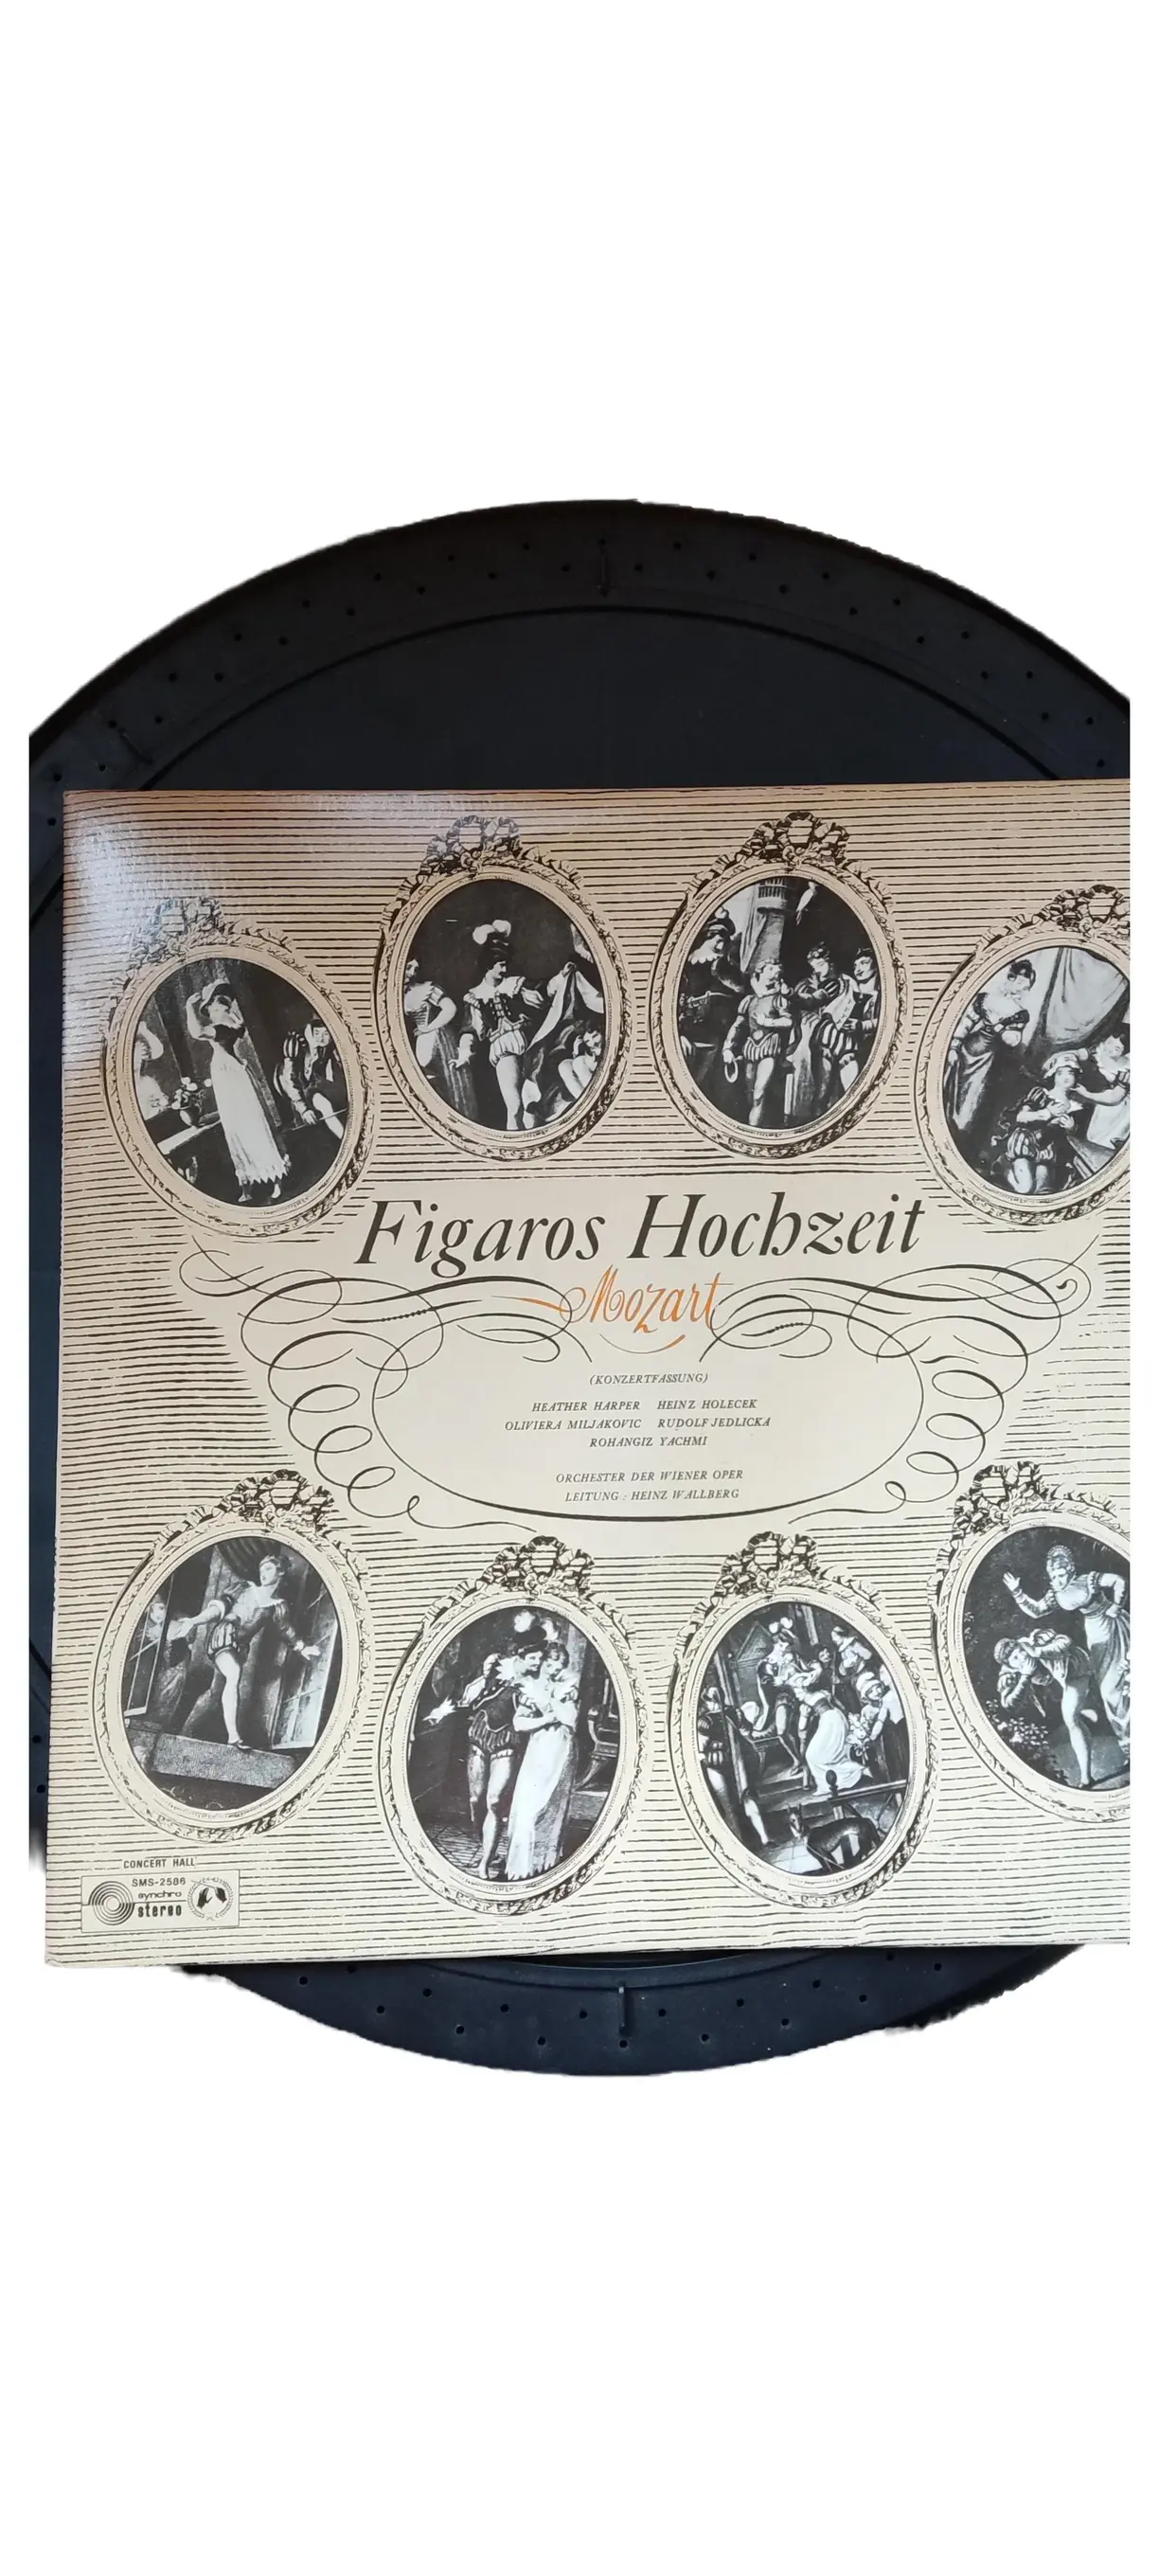 Figaros Hochzeit
Mozart
(KONZERTFASSUNG)
HEATHER HARPER HEINZ HOLECEK
OLIVIERA MILJAKOVIC RUDOLF JEDLICKA
ROHANGIZ YACHMI
ORCHESTER DER WIENER OPER
LEITUNG : HEINZ WALLBERG
CONCERT HALL
SMS-2586
synchro
stereo